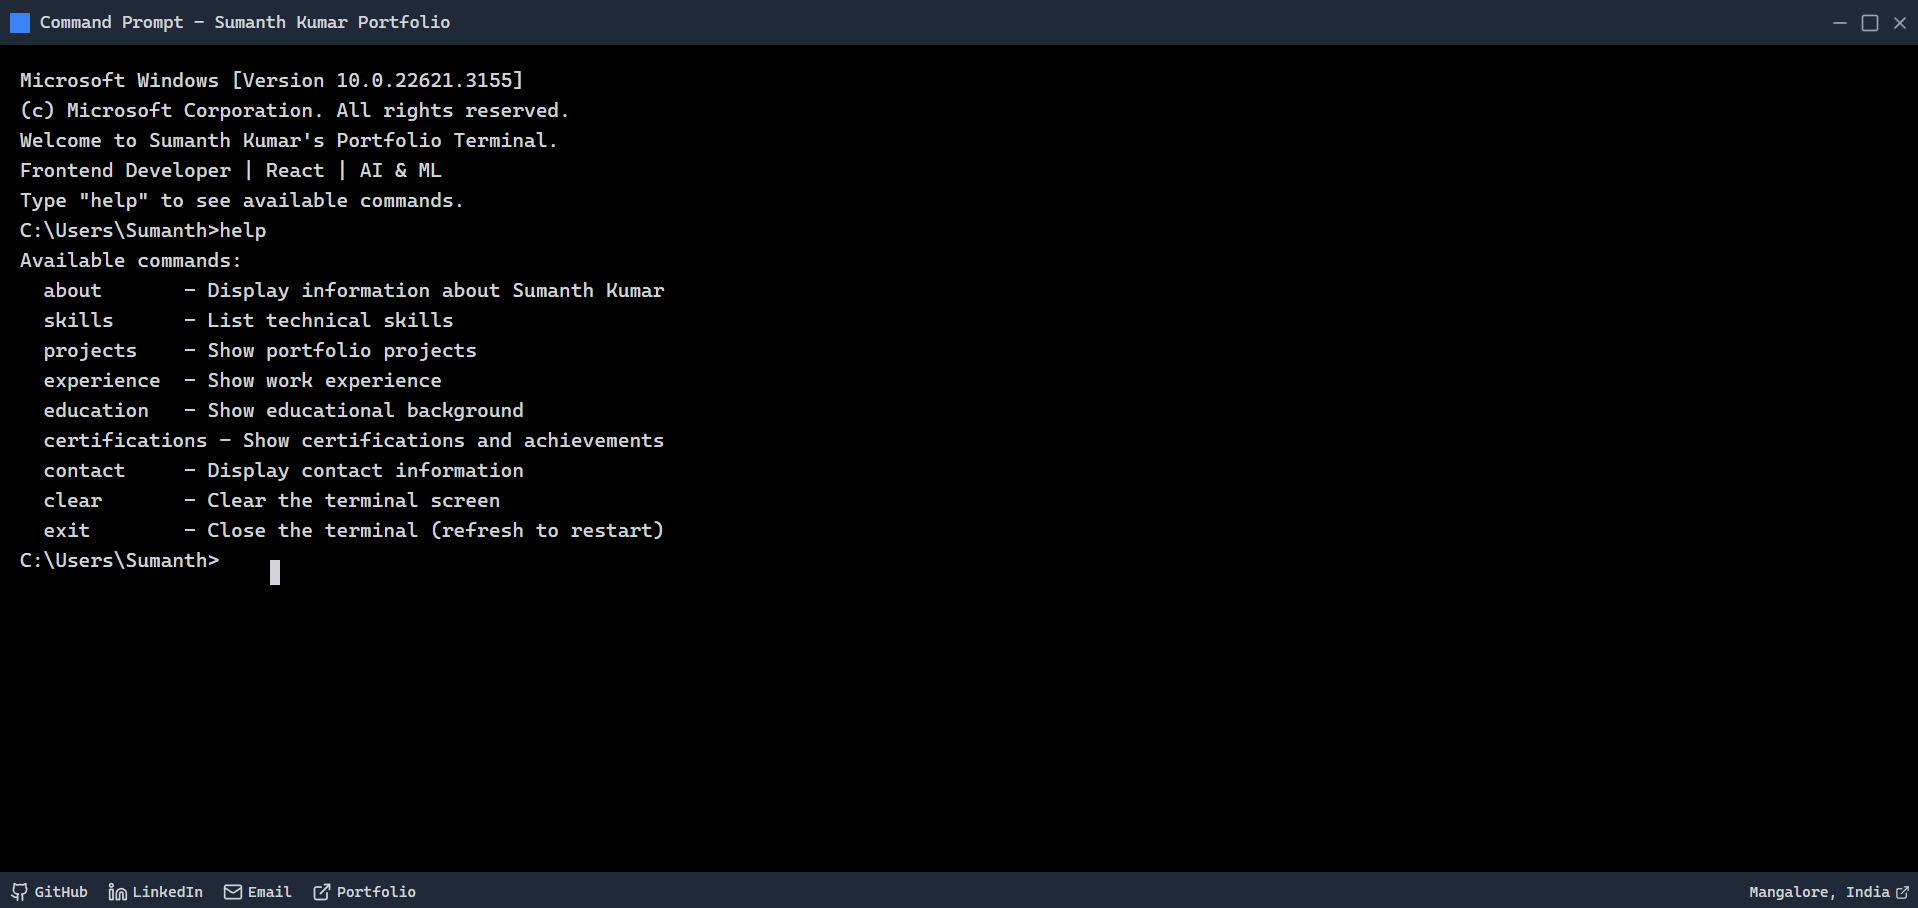 Command Prompt - Sumanth Kumar Portfolio
Microsoft Windows [Version 10.0.22621.3155]
(c) Microsoft Corporation. All rights reserved.
Welcome to Sumanth Kumar's Portfolio Terminal.
Frontend Developer | React | AI & ML
Type "help" to see available commands.
C:\Users\Sumanth>help
Available commands:
  about       - Display information about Sumanth Kumar
  skills      - List technical skills
  projects    - Show portfolio projects
  experience  - Show work experience
  education   - Show educational background
  certifications - Show certifications and achievements
  contact     - Display contact information
  clear       - Clear the terminal screen
  exit        - Close the terminal (refresh to restart)
C:\Users\Sumanth>
GitHub LinkedIn Email Portfolio Mangalore, India